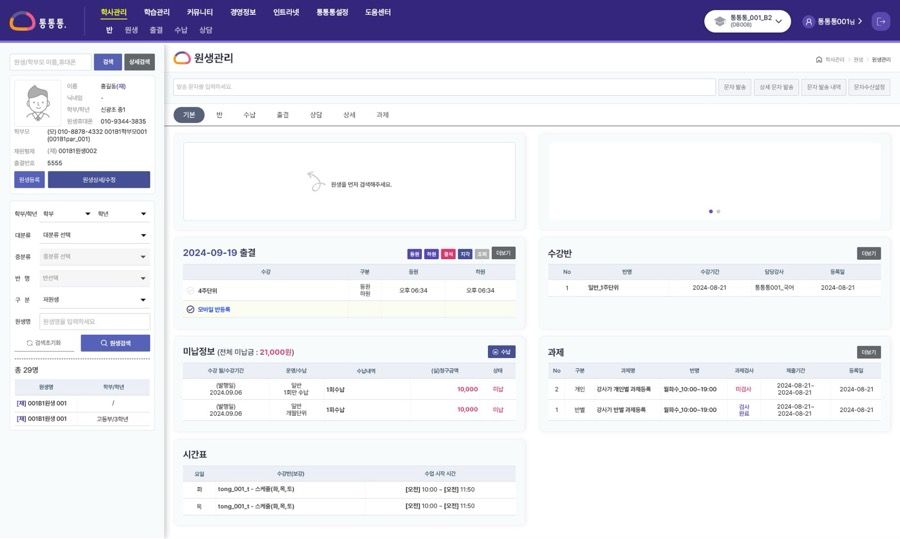 통통통.
학사관리 학습관리 커뮤니티 경영정보 인트라넷 통통통설정 도움센터
반 원생 출결 수납 상담
통통통_001_B2
(DB008)
통통통001님
원생/학부모 이름,휴대폰 검색 상세검색
이름 홍길동(재)
닉네임 -
학부/학년 신광초 중1
원생휴대폰 010-9344-3835
학부모 (모) 010-8878-4332 001B1학부모001
(001B1par_001)
재원형제 (재) 001B1원생002
출결번호 5555
원생등록 원생상세/수정
학부/학년 학부 학년
대분류 대분류 선택
중분류 중분류 선택
반 명 반선택
구 분 재원생
원생명 원생명을 입력하세요
검색초기화 원생검색
총 29명
원생명 학부/학년
[재] 001B1원생 001 /
[재] 001B1원생 001 고등부/3학년
원생관리
학사관리 > 원생 > 원생관리
발송 문자명 입력하세요 문자 발송 상세 문자 발송 문자 발송 내역 문자수신설정
기본 반 수납 출결 상담 상세 과제
원생을 먼저 검색해주세요.
2024-09-19 출결 등원 하원 결석 지각 조퇴 더보기
수강 구분 등원 하원
4주단위 등원
하원 오후 06:34 오후 06:34
모바일 반등록
수강반 더보기
No 반명 수강기간 담당강사 등록일
1 일반_1주단위 2024-08-21 통통통001_국어 2024-08-21
미납정보 (전체 미납금 : 21,000원) 수납
수강 월/수강기간 운영/수납 수납내역 (실)청구금액 상태
(발행일)
2024.09.06 일반
1회만 수납 1회수납 10,000 미납
(발행일)
2024.09.06 일반
개월단위 1회수납 10,000 미납
과제 더보기
No 구분 과제명 반명 과제검사 제출기간 등록일
2 개인 강사가 개인별 과제등록 월화수_10:00~19:00 미검사 2024-08-21~
2024-08-21 2024-08-21
1 반별 강사가 반별 과제등록 월화수_10:00~19:00 검사
완료 2024-08-21~
2024-08-21 2024-08-21
시간표
요일 수강반(보강) 수업 시작 시간
화 tong_001_t - 스케쥴(화,목,토) [오전] 10:00 ~ [오전] 11:50
목 tong_001_t - 스케쥴(화,목,토) [오전] 10:00 ~ [오전] 11:50